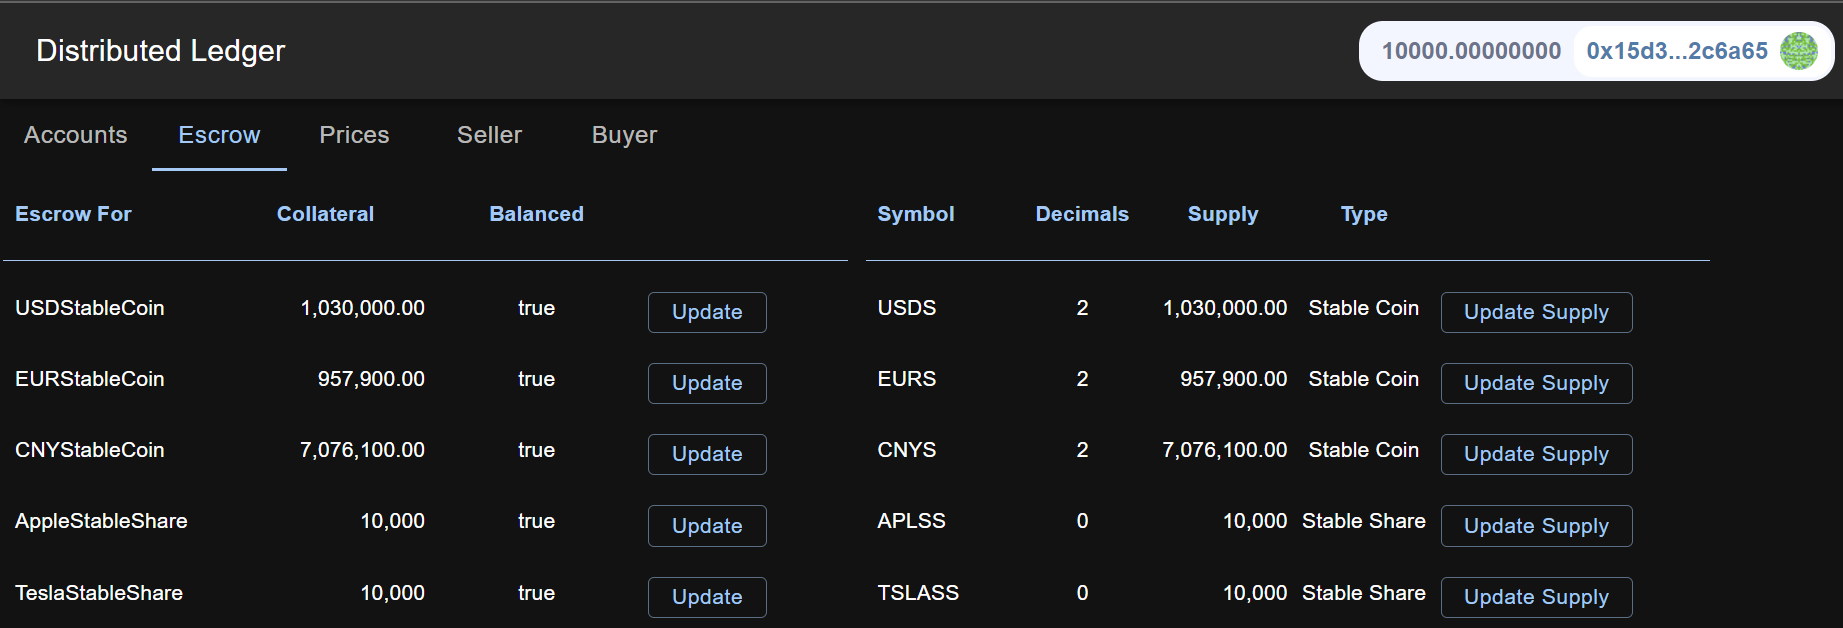 Distributed Ledger 10000.00000000 0x15d3...2c6a65
Accounts Escrow Prices Seller Buyer
Escrow For Collateral Balanced Symbol Decimals Supply Type
USDStableCoin 1,030,000.00 true Update USDS 2 1,030,000.00 Stable Coin Update Supply
EURStableCoin 957,900.00 true Update EURS 2 957,900.00 Stable Coin Update Supply
CNYStableCoin 7,076,100.00 true Update CNYS 2 7,076,100.00 Stable Coin Update Supply
AppleStableShare 10,000 true Update APLSS 0 10,000 Stable Share Update Supply
TeslaStableShare 10,000 true Update TSLASS 0 10,000 Stable Share Update Supply